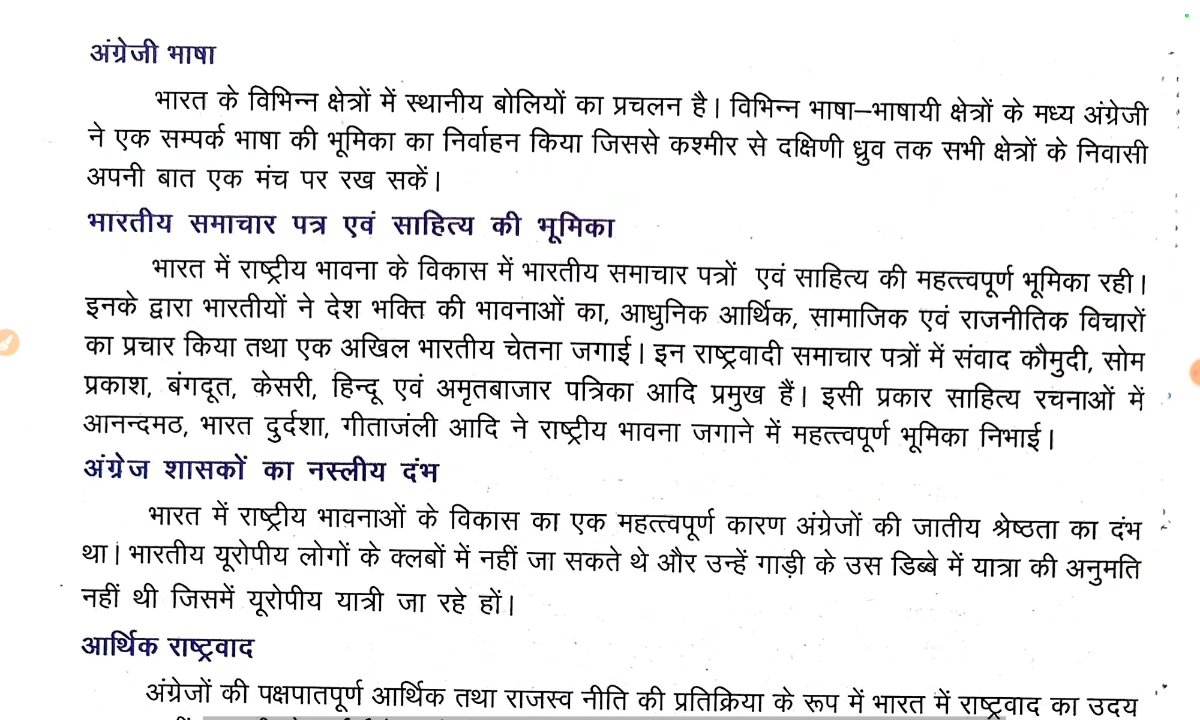 अंग्रेजी भाषा
भारत के विभिन्न क्षेत्रों में स्थानीय बोलियों का प्रचलन है। विभिन्न भाषा–भाषायी क्षेत्रों के मध्य अंग्रेजी
ने एक सम्पर्क भाषा की भूमिका का निर्वाहन किया जिससे कश्मीर से दक्षिणी ध्रुव तक सभी क्षेत्रों के निवासी
अपनी बात एक मंच पर रख सकें।
भारतीय समाचार पत्र एवं साहित्य की भूमिका
भारत में राष्ट्रीय भावना के विकास में भारतीय समाचार पत्रों एवं साहित्य की महत्त्वपूर्ण भूमिका रही।
इनके द्वारा भारतीयों ने देश भक्ति की भावनाओं का, आधुनिक आर्थिक, सामाजिक एवं राजनीतिक विचारों
का प्रचार किया तथा एक अखिल भारतीय चेतना जगाई। इन राष्ट्रवादी समाचार पत्रों में संवाद कौमुदी, सोम
प्रकाश, बंगदूत, केसरी, हिन्दू एवं अमृतबाजार पत्रिका आदि प्रमुख हैं। इसी प्रकार साहित्य रचनाओं में
आनन्दमठ, भारत दुर्दशा, गीताजंली आदि ने राष्ट्रीय भावना जगाने में महत्त्वपूर्ण भूमिका निभाई।
अंग्रेज शासकों का नस्लीय दंभ
भारत में राष्ट्रीय भावनाओं के विकास का एक महत्त्वपूर्ण कारण अंग्रेजों की जातीय श्रेष्ठता का दंभ
था। भारतीय यूरोपीय लोगों के क्लबों में नहीं जा सकते थे और उन्हें गाड़ी के उस डिब्बे में यात्रा की अनुमति
नहीं थी जिसमें यूरोपीय यात्री जा रहे हों।
आर्थिक राष्ट्रवाद
अंग्रेजों की पक्षपातपूर्ण आर्थिक तथा राजस्व नीति की प्रतिक्रिया के रूप में भारत में राष्ट्रवाद का उदय